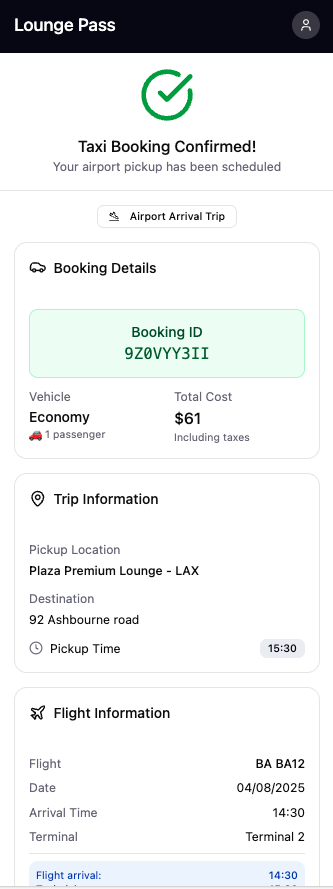 Lounge Pass
Taxi Booking Confirmed!
Your airport pickup has been scheduled
Airport Arrival Trip
Booking Details
Booking ID
9Z0VYY3II
Vehicle
Total Cost
Economy
$61
1 passenger
Including taxes
Trip Information
Pickup Location
Plaza Premium Lounge - LAX
Destination
92 Ashbourne road
Pickup Time
15:30
Flight Information
Flight
BA BA12
Date
04/08/2025
Arrival Time
14:30
Terminal
Terminal 2
Flight arrival:
14:30